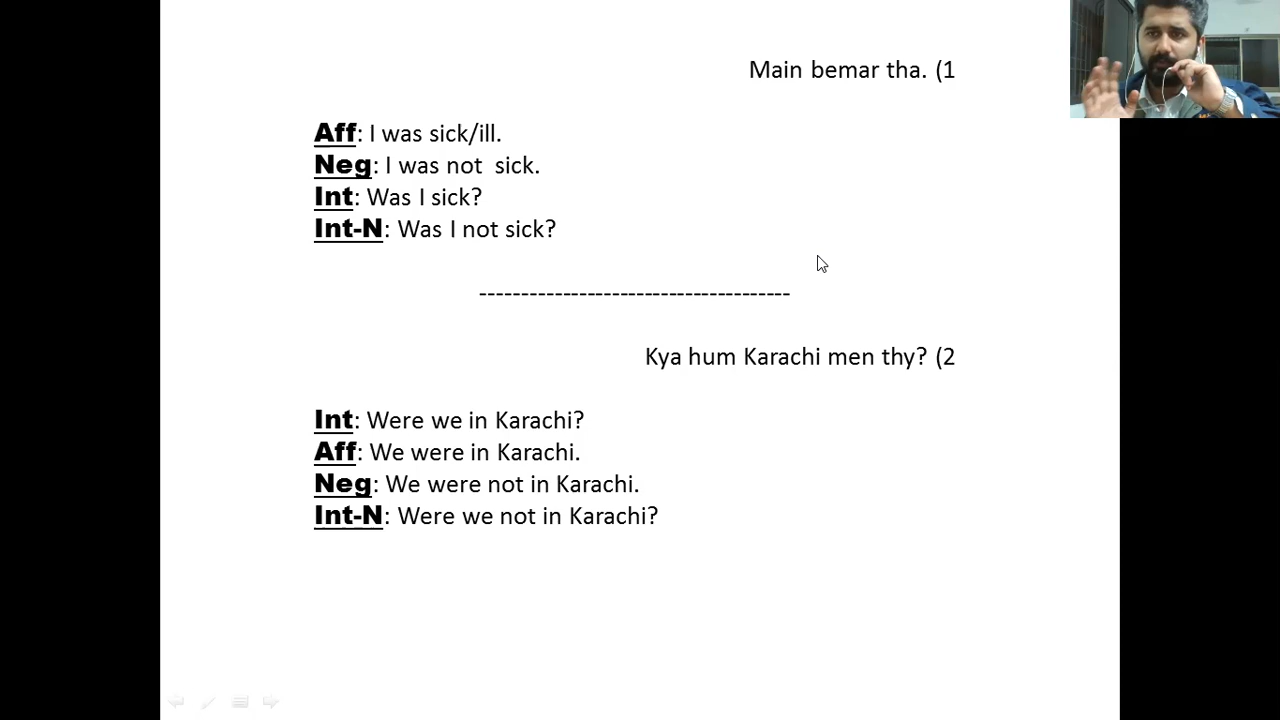 Main bemar tha. (1
Aff: I was sick/ill.
Neg: I was not  sick.
Int: Was I sick?
Int-N: Was I not sick?
-------------------------------------
Kya hum Karachi men thy? (2
Int: Were we in Karachi?
Aff: We were in Karachi.
Neg: We were not in Karachi.
Int-N: Were we not in Karachi?